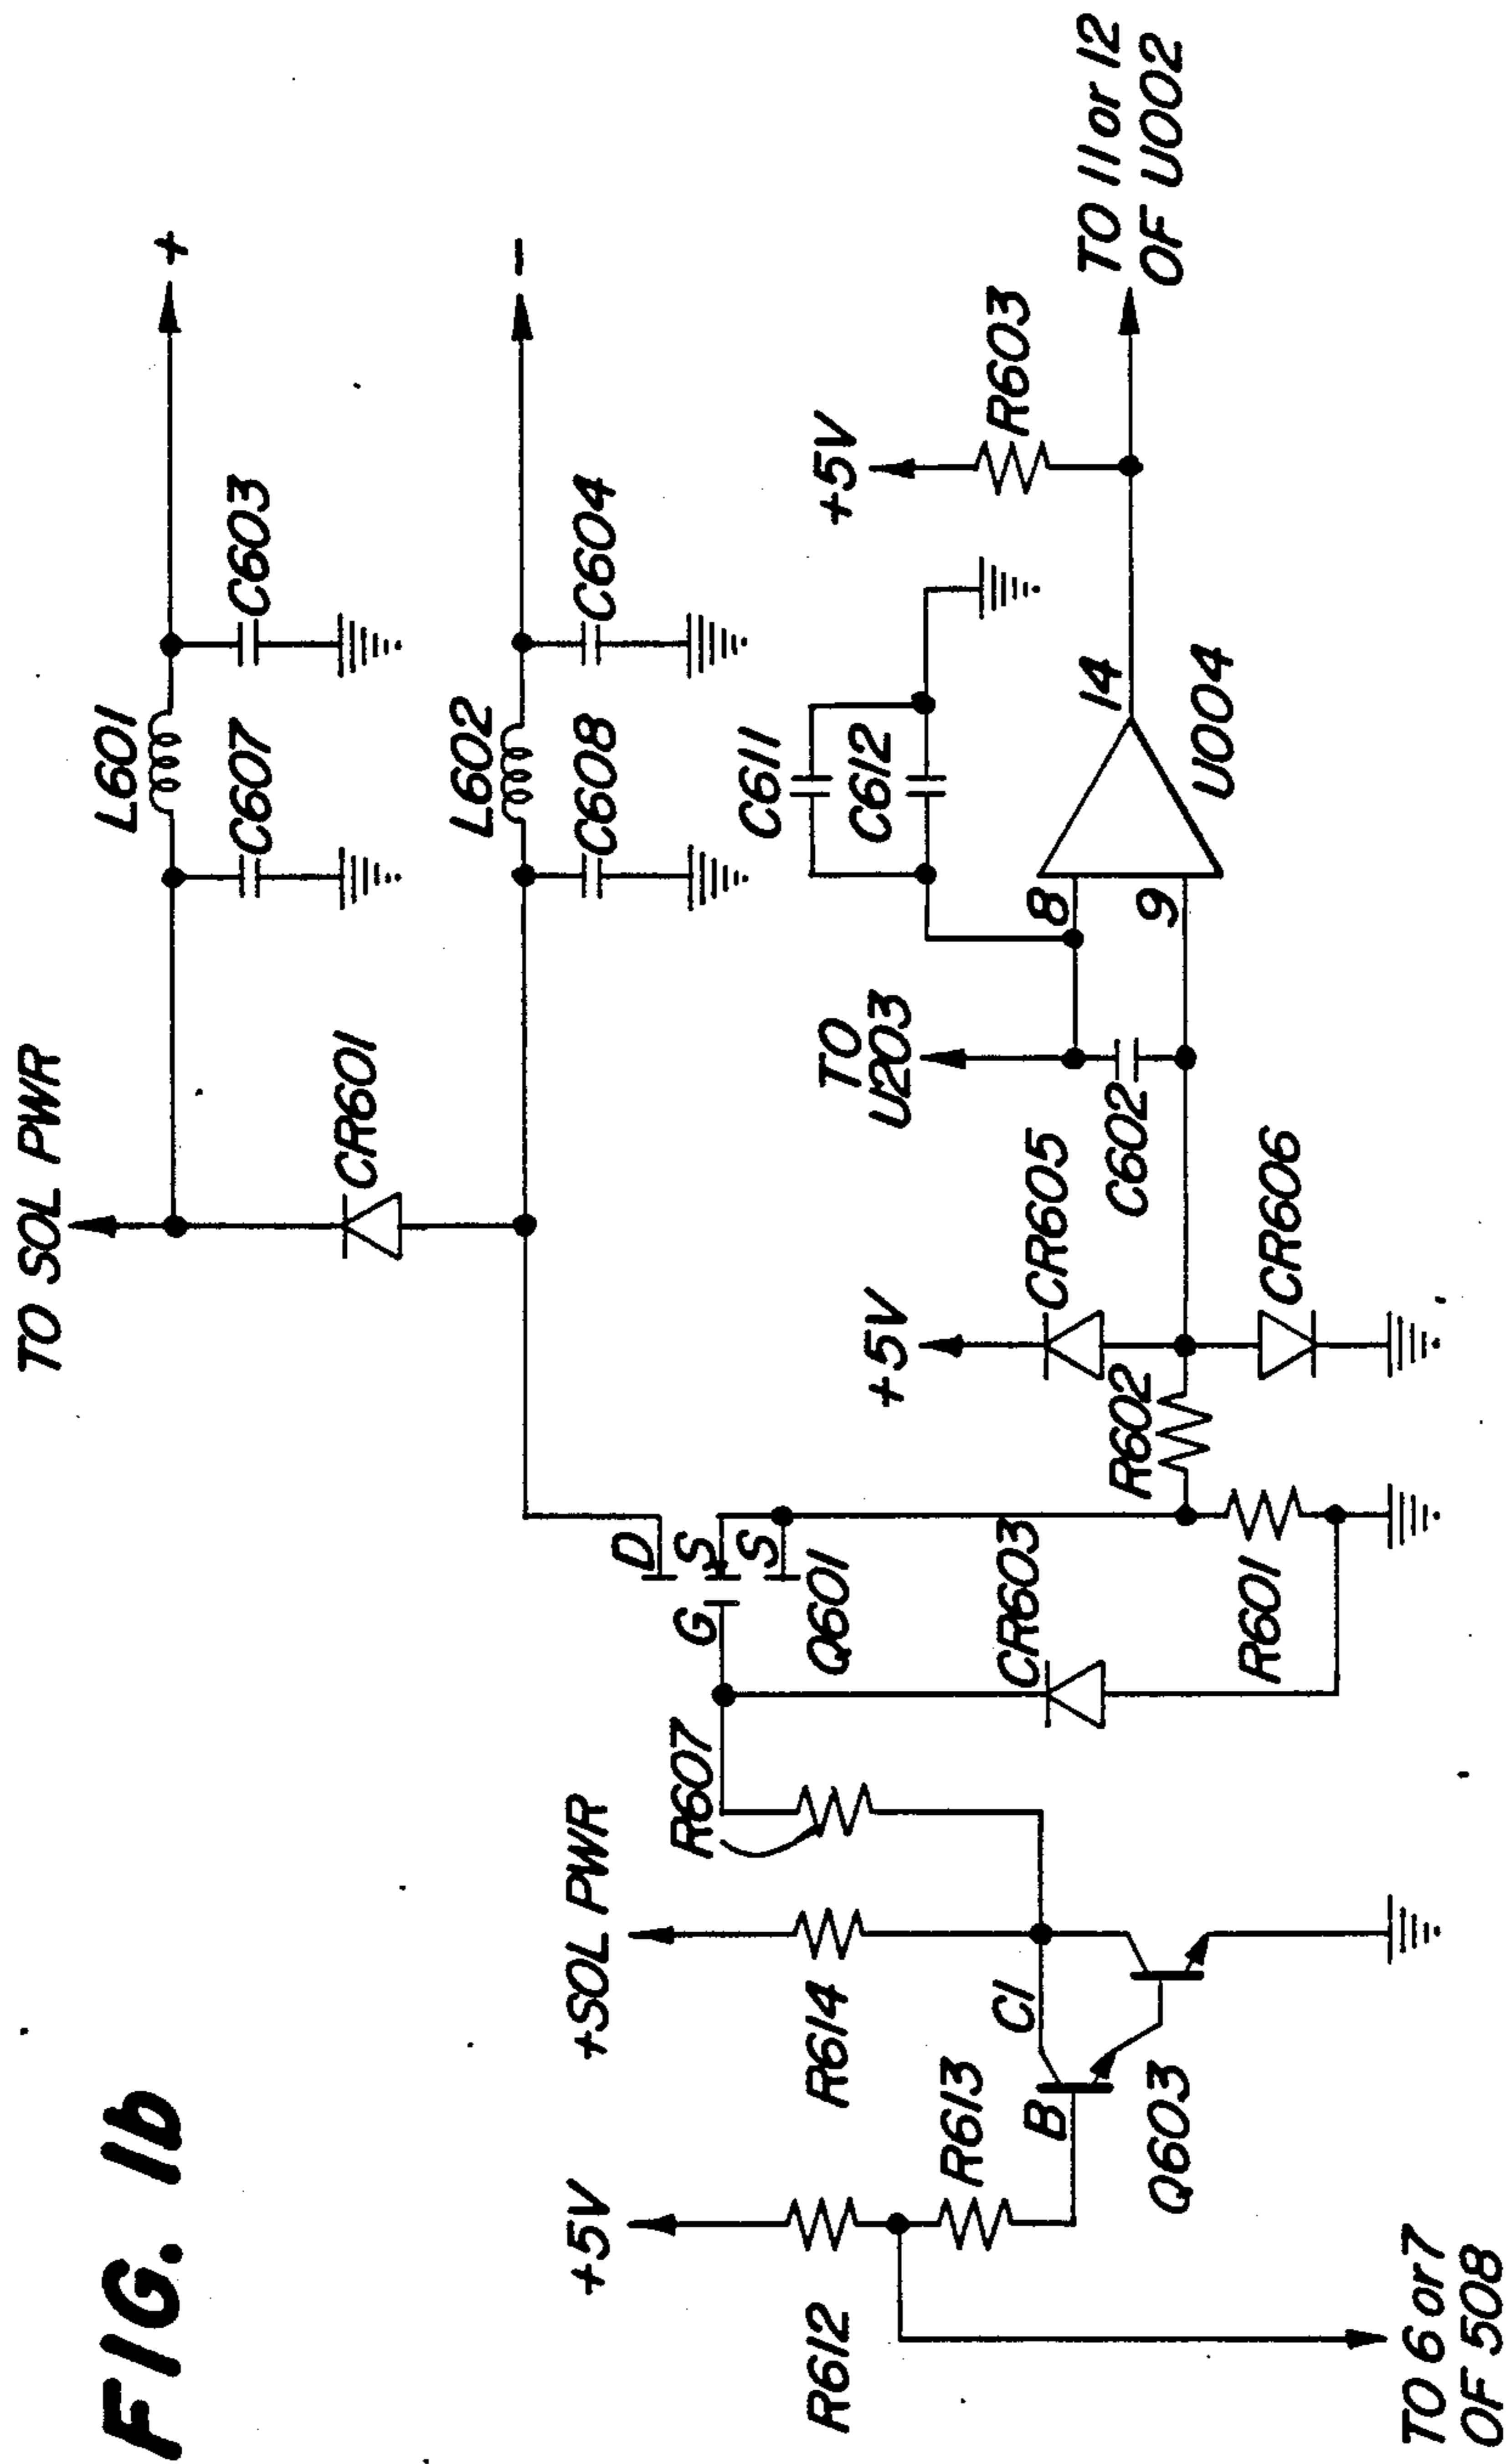 FIG. 1b
TO SOL PWR
+
L601
C607
C603
CR601
-
L602
C608
C604
+SOL PWR
+5V
R612
R614
R613
B
C1
Q603
TO 6 or 7
OF 508
R607
G
D
S
S
Q601
CR603
R601
R602
+5V
CR605
CR606
TO
U203
C602
C611
C612
8
9
14
U004
+5V
R603
TO 11 or 12
OF U002